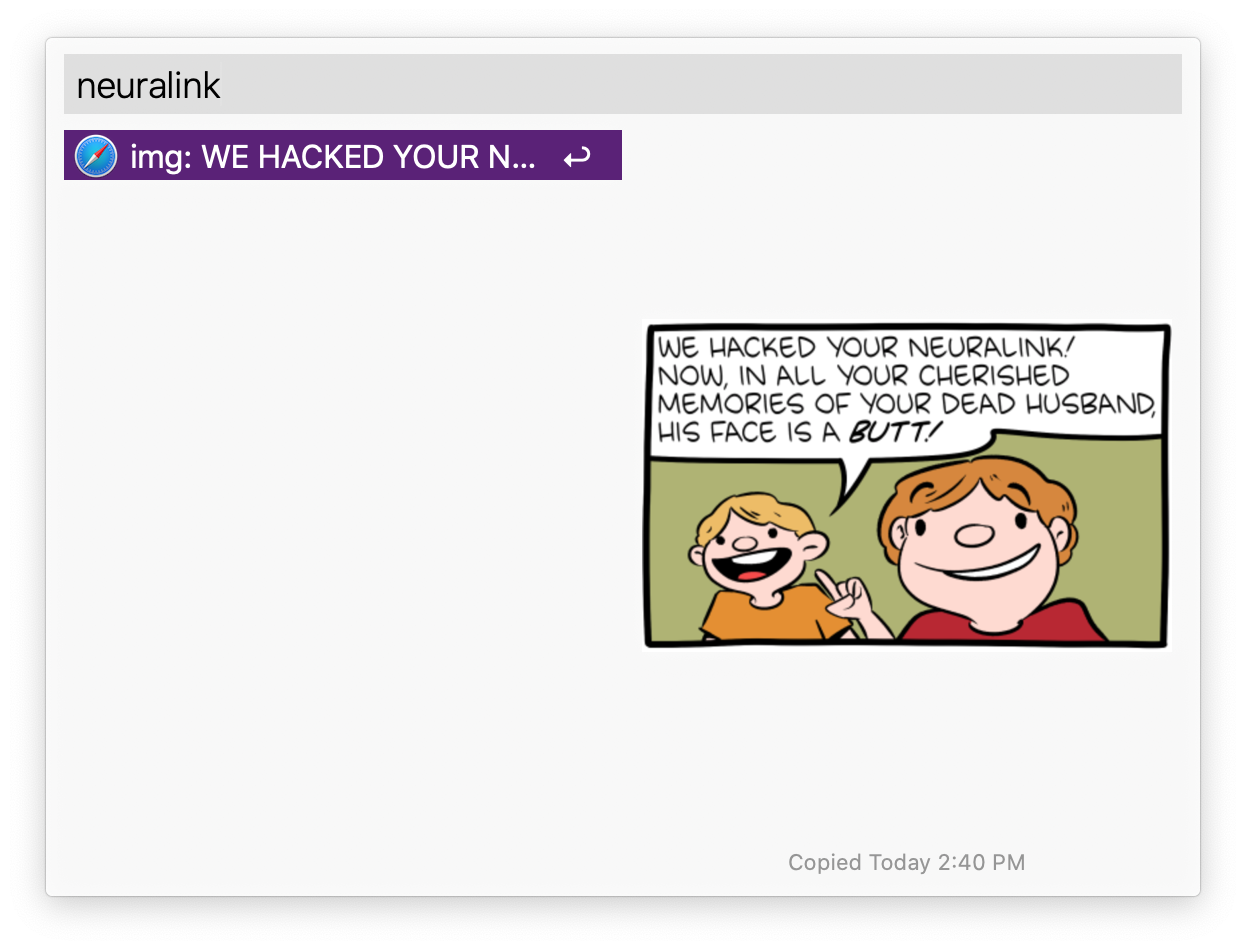 neuralink
img: WE HACKED YOUR N...
WE HACKED YOUR NEURALINK!
NOW, IN ALL YOUR CHERISHED
MEMORIES OF YOUR DEAD HUSBAND,
HIS FACE IS A BUTT!
Copied Today 2:40 PM